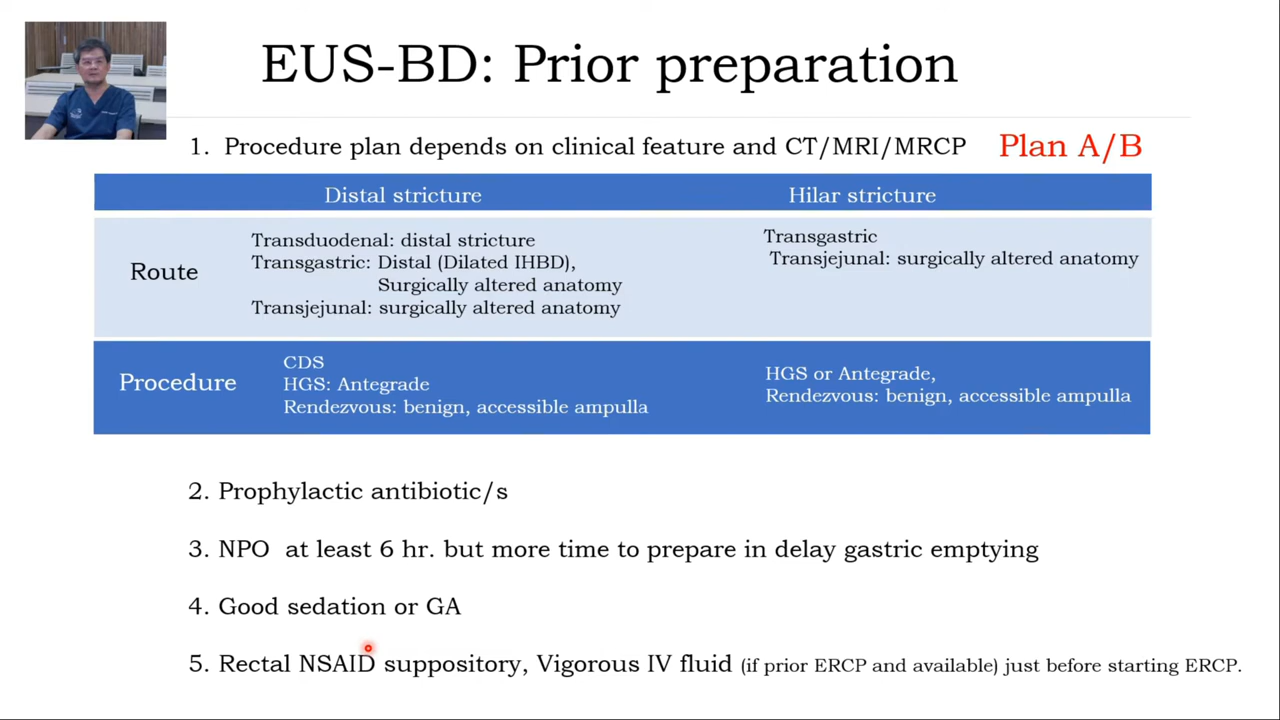 EUS-BD: Prior preparation
1. Procedure plan depends on clinical feature and CT/MRI/MRCP Plan A/B
Distal stricture Hilar stricture
Route
Transduodenal: distal stricture
Transgastric: Distal (Dilated IHBD),
Surgically altered anatomy
Transjejunal: surgically altered anatomy
Transgastric
Transjejunal: surgically altered anatomy
Procedure
CDS
HGS: Antegrade
Rendezvous: benign, accessible ampulla
HGS or Antegrade,
Rendezvous: benign, accessible ampulla
2. Prophylactic antibiotic/s
3. NPO at least 6 hr. but more time to prepare in delay gastric emptying
4. Good sedation or GA
5. Rectal NSAID suppository, Vigorous IV fluid (if prior ERCP and available) just before starting ERCP.